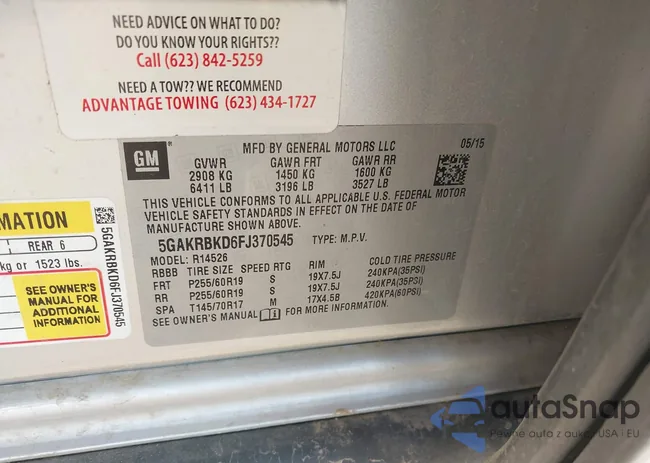 NEED ADVICE ON WHAT TO DO?
DO YOU KNOW YOUR RIGHTS?
Call (623) 842-5259
NEED A TOW?? WE RECOMMEND
ADVANTAGE TOWING (623) 434-1727
GM
MFD BY GENERAL MOTORS LLC 05/15
GVWR GAWR FRT GAWR RR
2908 KG 1450 KG 1600 KG
6411 LB 3196 LB 3527 LB
THIS VEHICLE CONFORMS TO ALL APPLICABLE U.S. FEDERAL MOTOR
VEHICLE SAFETY STANDARDS IN EFFECT ON THE DATE OF
MANUFACTURE SHOWN ABOVE.
5GAKRBKD6FJ370545 TYPE: M.P.V.
MODEL: R14526
RBBB TIRE SIZE SPEED RTG RIM COLD TIRE PRESSURE
FRT P255/60R19 S 19X7.5J 240KPA(35PSI)
RR P255/60R19 S 19X7.5J 240KPA(35PSI)
SPA T145/70R17 M 17X4.5B 420KPA(60PSI)
SEE OWNER'S MANUAL FOR MORE INFORMATION.
MATION
REAR 6
kg or 1523 lbs.
SEE OWNER'S
MANUAL FOR
ADDITIONAL
INFORMATION
5GAKRBKD6FJ370545
autoSnap
Pewne auto z aukcji USA i EU